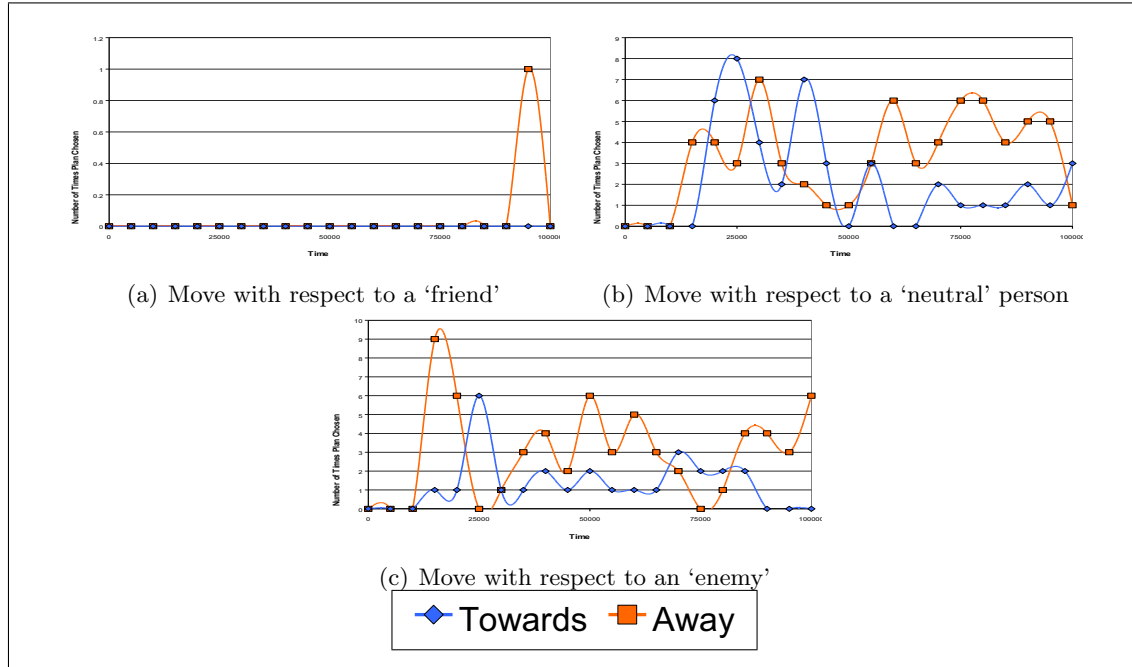 1.2
1
0.8
0.6
0.4
0.2
0
Number of Times Plan Chosen
0 25000 50000 75000 100000
Time
(a) Move with respect to a ‘friend’
9
8
7
6
5
4
3
2
1
0
Number of Times Plan Chosen
0 25000 50000 75000 100000
Time
(b) Move with respect to a ‘neutral’ person
10
9
8
7
6
5
4
3
2
1
0
Number of Times Plan Chosen
0 25000 50000 75000 100000
Time
(c) Move with respect to an ‘enemy’
Towards Away